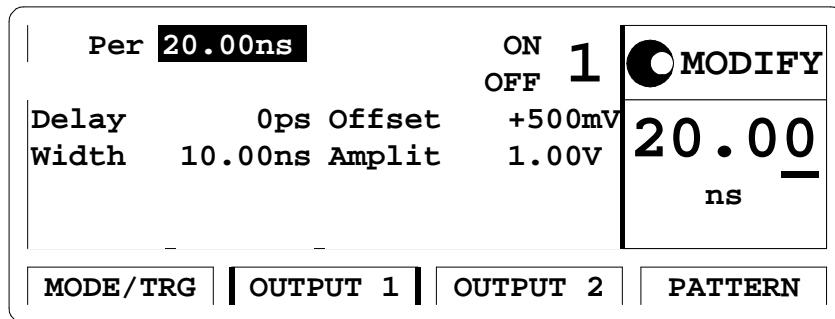 Per 20.00ns ON 1 MODIFY
OFF
Delay 0ps Offset +500mV 20.00
Width 10.00ns Amplit 1.00V
ns
MODE/TRG OUTPUT 1 OUTPUT 2 PATTERN